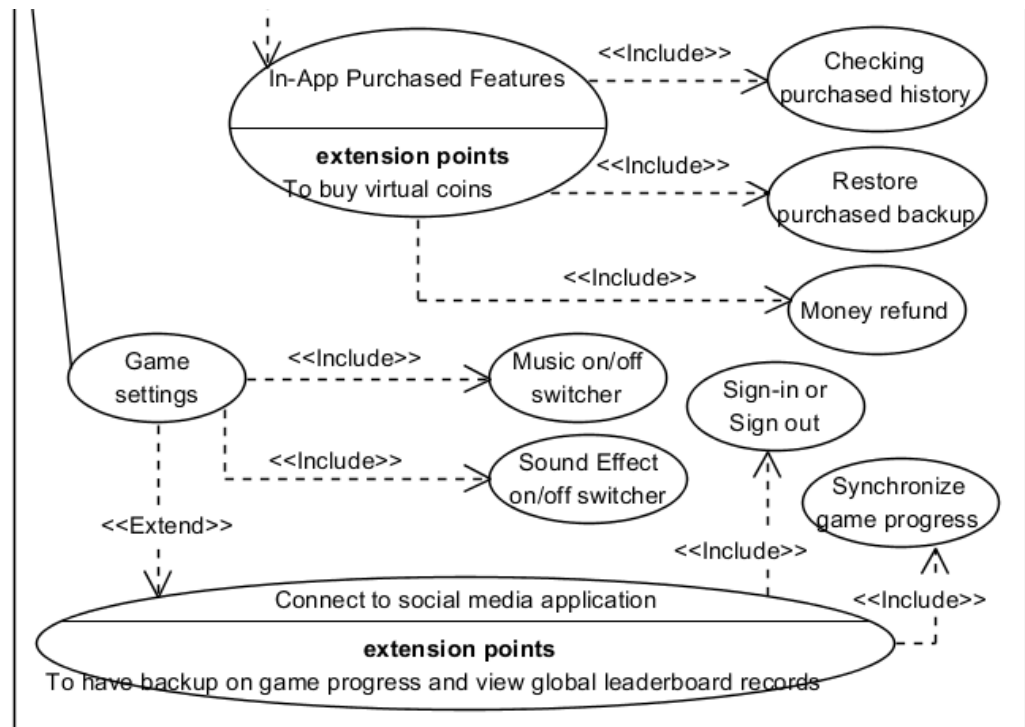 <<Include>>
Checking
purchased history
In-App Purchased Features
extension points
To buy virtual coins
<<Include>>
Restore
purchased backup
<<Include>>
Money refund
Game
settings
<<Include>>
Music on/off
switcher
Sign-in or
Sign out
<<Include>>
Sound Effect
on/off switcher
Synchronize
game progress
<<Extend>>
<<Include>>
<<Include>>
Connect to social media application
extension points
To have backup on game progress and view global leaderboard records